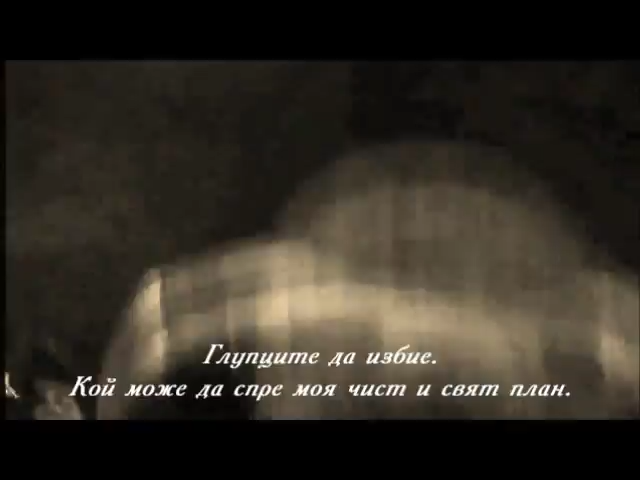 Глупците да избие.
Кой може да спре моя чист и свят план.